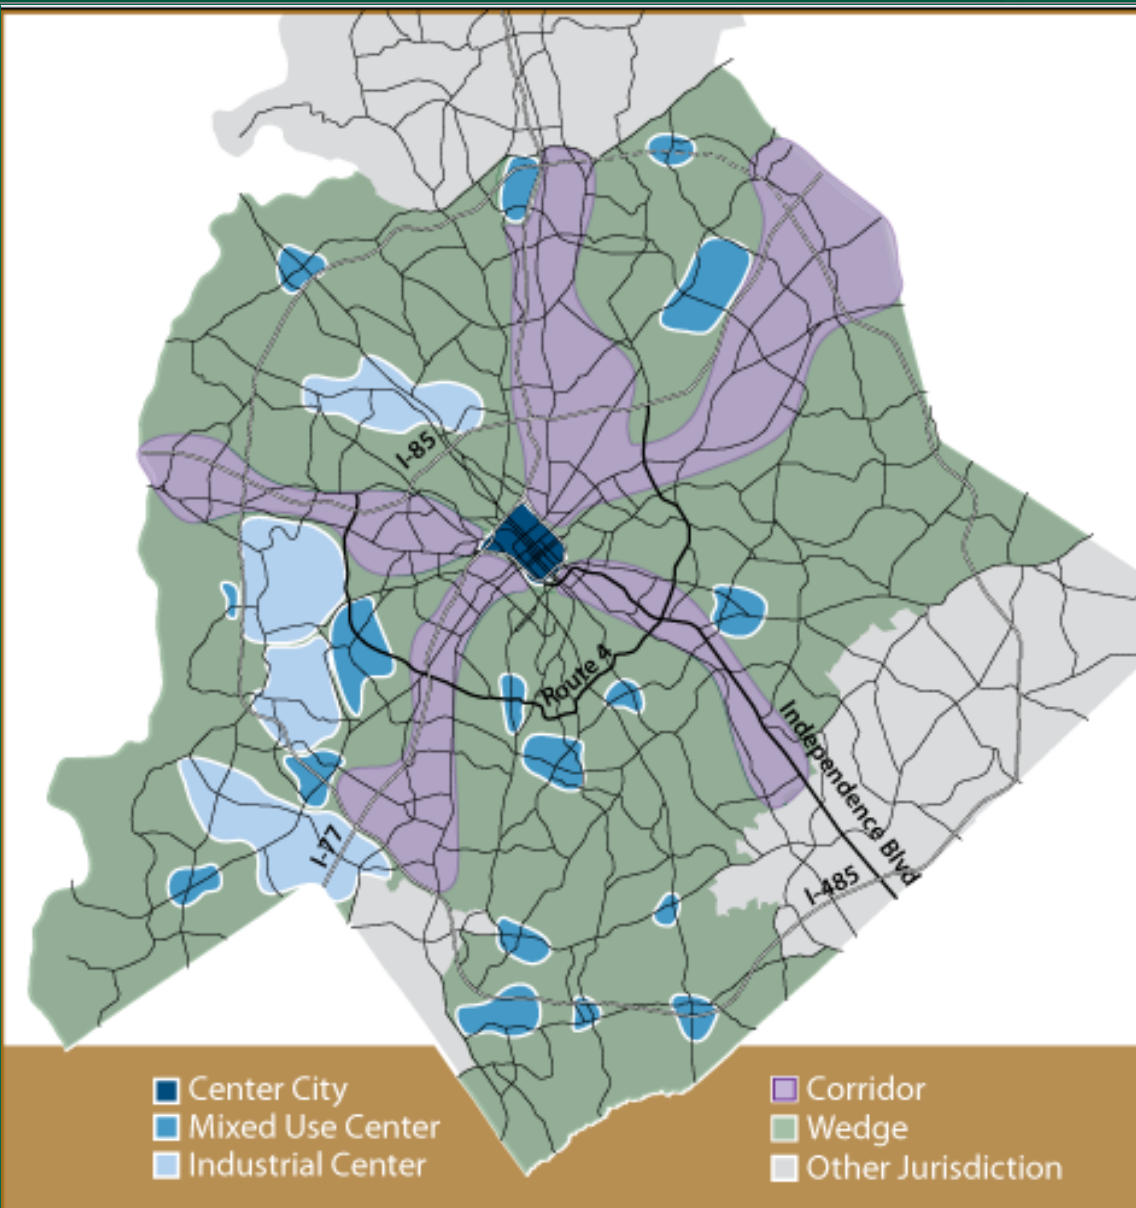 I-85
Route 4
Independence Blvd
I-77
I-485
Center City
Mixed Use Center
Industrial Center
Corridor
Wedge
Other Jurisdiction